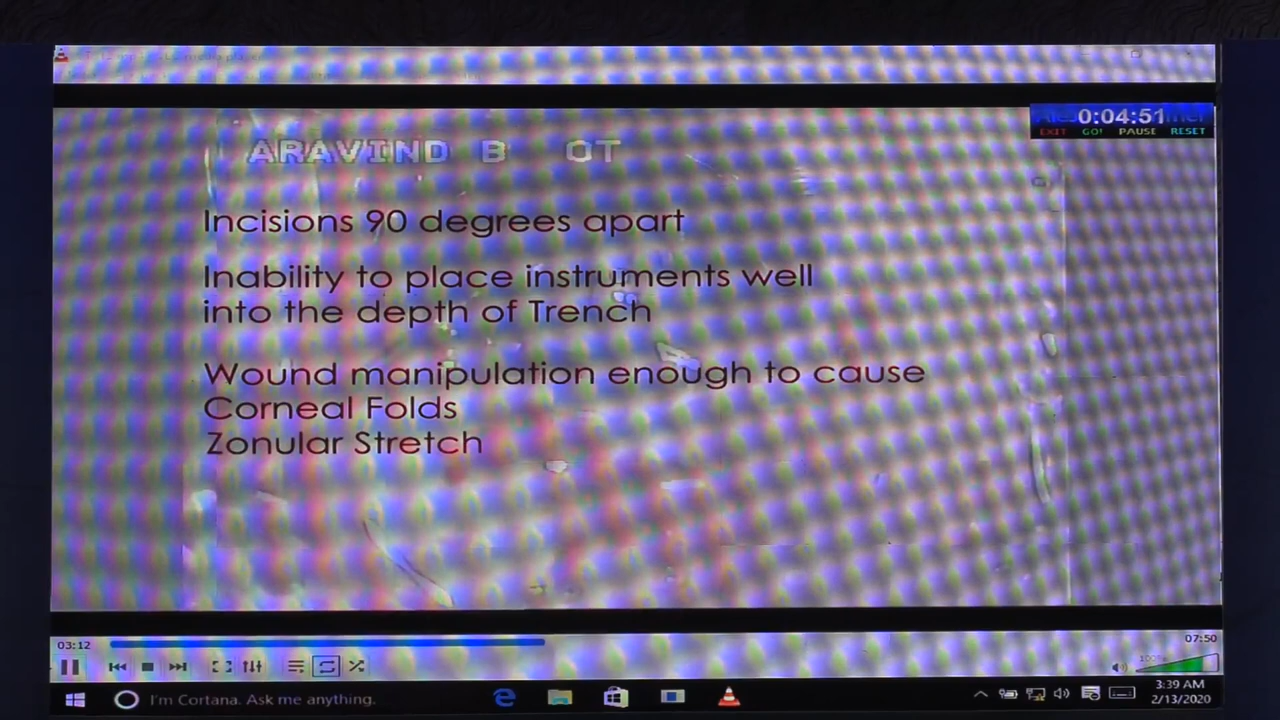 0:04:51
EXIT GO! PAUSE RESET
ARAVIND B OT
Incisions 90 degrees apart
Inability to place instruments well
into the depth of Trench
Wound manipulation enough to cause
Corneal Folds
Zonular Stretch
03:12
07:50
100%
I'm Cortana. Ask me anything.
3:39 AM
2/13/2020